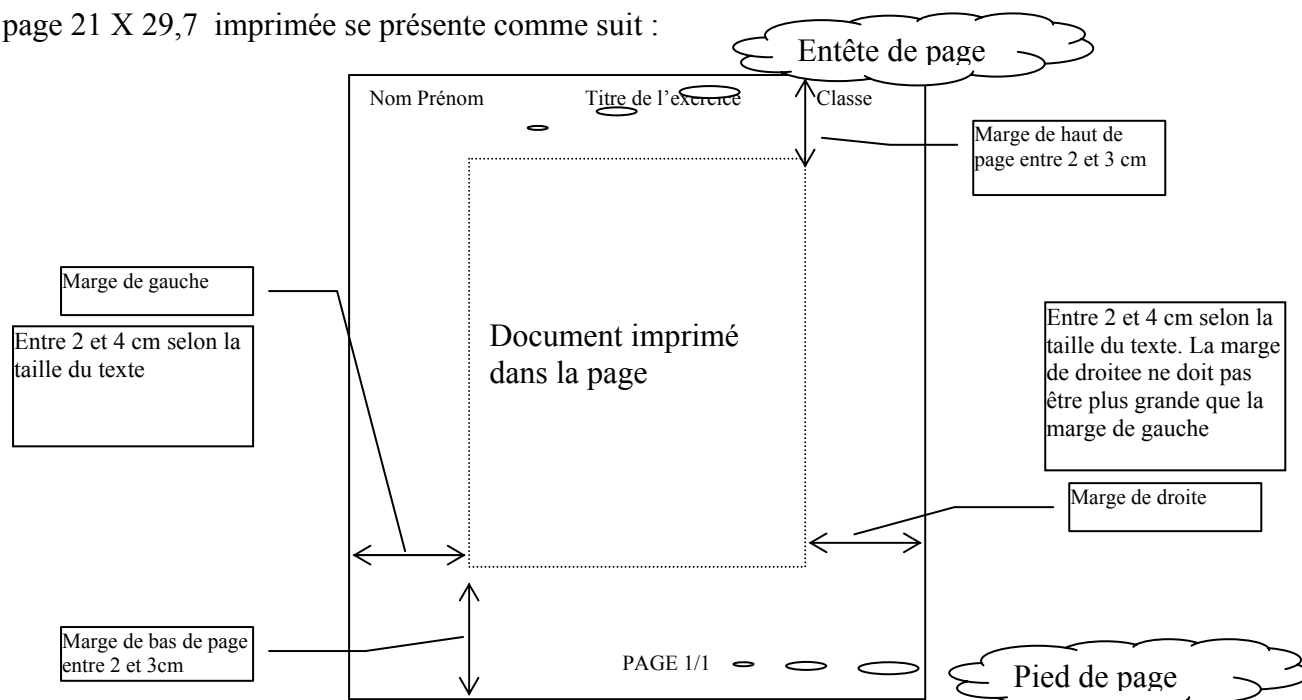 page 21 X 29,7 imprimée se présente comme suit :
Entête de page
Nom Prénom Titre de l’exercice Classe
Marge de haut de
page entre 2 et 3 cm
Marge de gauche
Entre 2 et 4 cm selon la
taille du texte
Document imprimé
dans la page
Entre 2 et 4 cm selon la
taille du texte. La marge
de droitee ne doit pas
être plus grande que la
marge de gauche
Marge de droite
Marge de bas de page
entre 2 et 3cm
PAGE 1/1
Pied de page